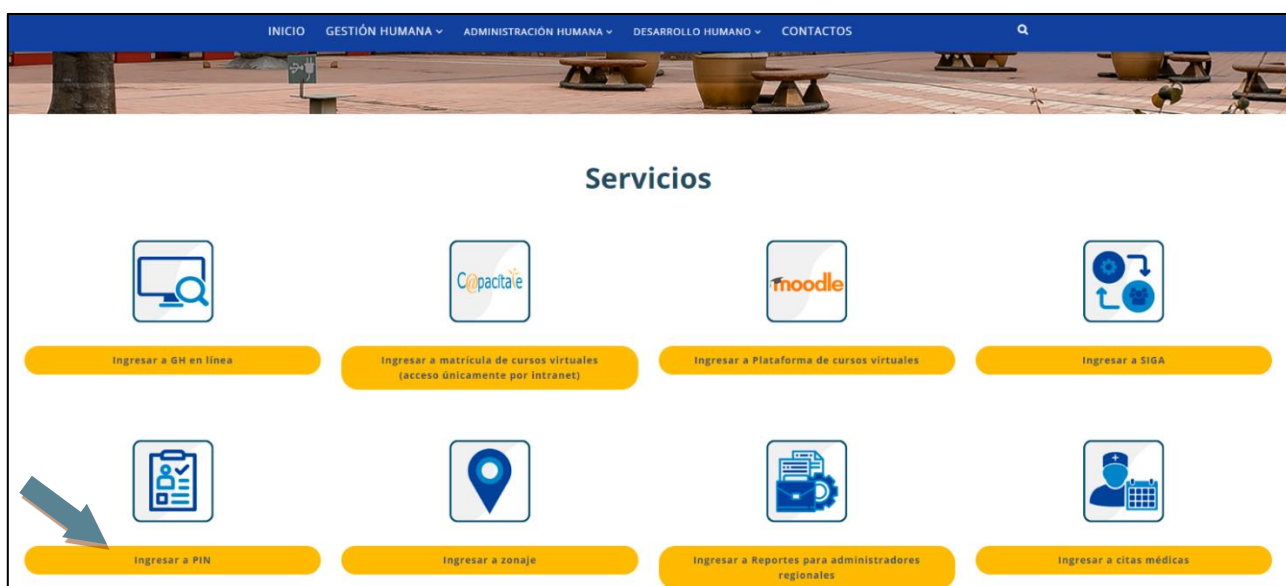 INICIO GESTIÓN HUMANA ADMINISTRACIÓN HUMANA DESARROLLO HUMANO CONTACTOS
Servicios
C@pacítate
moodle
Ingresar a GH en línea
Ingresar a matrícula de cursos virtuales
(acceso únicamente por intranet)
Ingresar a Plataforma de cursos virtuales
Ingresar a SIGA
Ingresar a PIN
Ingresar a zonaje
Ingresar a Reportes para administradores
regionales
Ingresar a citas médicas